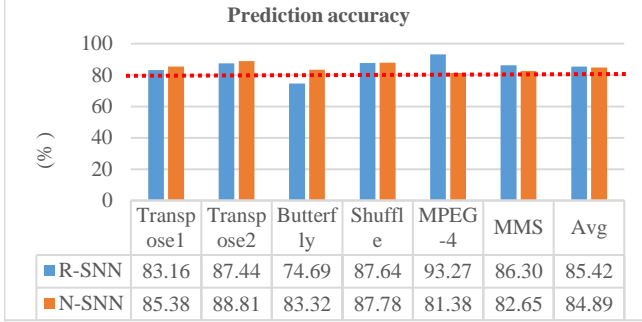 Prediction accuracy
100
80
60
40
20
0
(% )
Transp
ose1
Transp
ose2
Butterf
ly
Shuffl
e
MPEG
-4
MMS
Avg
R-SNN 83.16 87.44 74.69 87.64 93.27 86.30 85.42
N-SNN 85.38 88.81 83.32 87.78 81.38 82.65 84.89